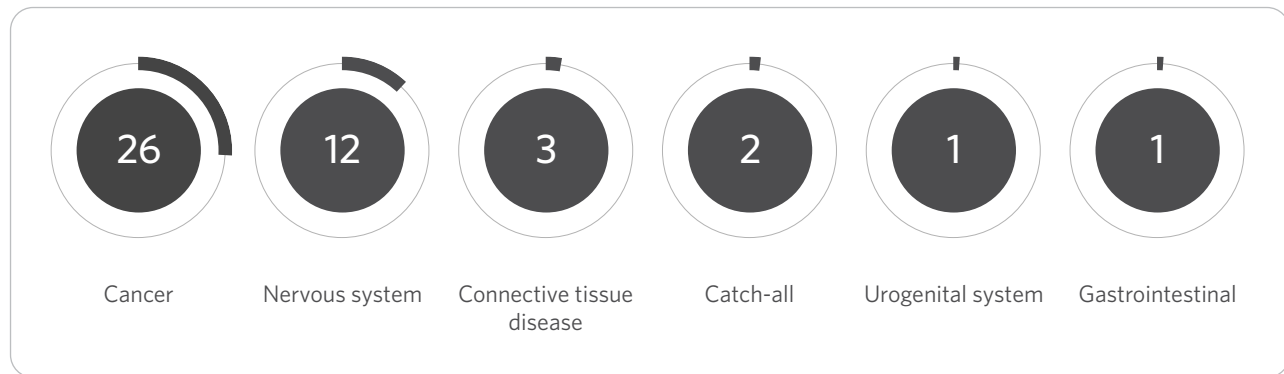 26
12
3
2
1
1
Cancer
Nervous system
Connective tissue
disease
Catch-all
Urogenital system
Gastrointestinal